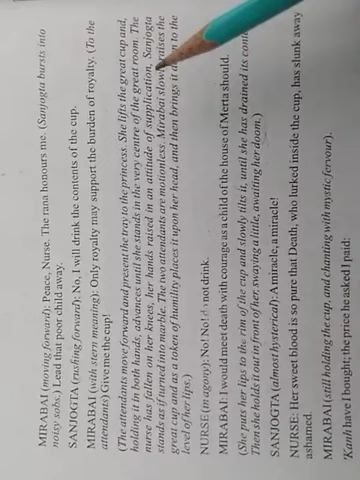 MIRABAI (moving forward): Peace, Nurse. The rana honours me. (Sanjogta bursts into
noisy sobs.) Lead that poor child away.
SANJOGTA (rushing forward): No, I will drink the contents of the cup.
MIRABAI (with stern meaning): Only royalty may support the burden of royalty. (To the
attendants) Give me the cup!
(The attendants move forward and present the tray to the princess. She lifts the great cup and,
holding it in both hands, advances until she stands in the very centre of the great room. The
nurse has fallen on her knees, her hands raised in an attitude of supplication, Sanjogta
stands as if turned into marble. The two attendants are motionless. Mirabai slowly raises the
great cup and as a token of humility places it upon her head, and then brings it to the
level of her lips.)
NURSE (in agony): No! No! not drink.
MIRABAI: I would meet death with courage as a child of the house of Merta should.
(She puts her lips to the rim of the cup and slowly tilts it, until she has drained its
Then she holds it out in front of her, swaying a little, awaiting her doom.)
SANJOGTA (almost hysterical): A miracle, a miracle!
NURSE: Her sweet blood is so pure that Death, who lurked inside the cup, has slunk away
ashamed.
MIRABAI (still holding the cup, and chanting with mystic fervour).
'Kanh have I bought; the price he asked I paid: